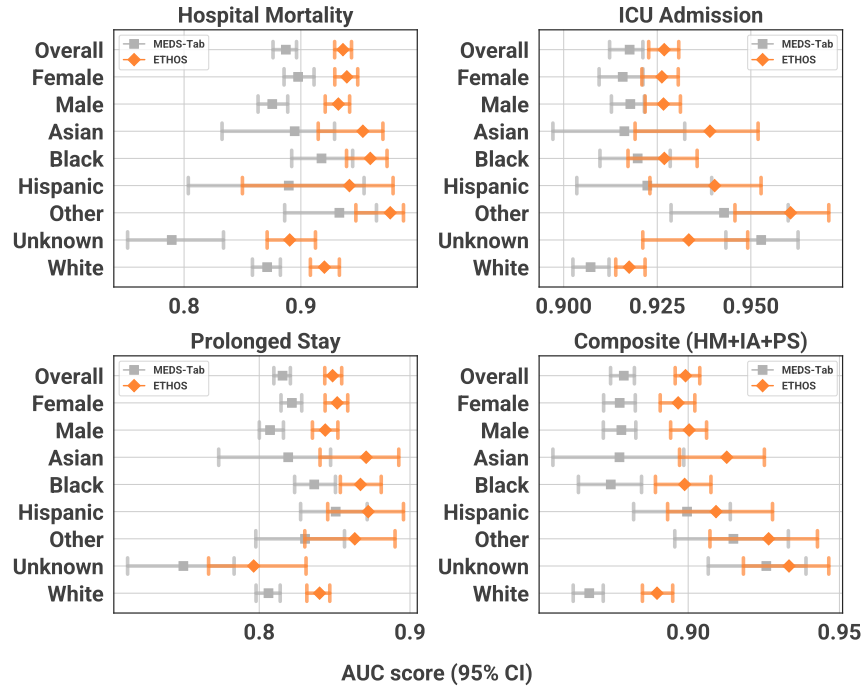 Hospital Mortality
MEDS-Tab
ETHOS
Overall
Female
Male
Asian
Black
Hispanic
Other
Unknown
White
0.8
0.9
ICU Admission
MEDS-Tab
ETHOS
Overall
Female
Male
Asian
Black
Hispanic
Other
Unknown
White
0.900
0.925
0.950
Prolonged Stay
MEDS-Tab
ETHOS
Overall
Female
Male
Asian
Black
Hispanic
Other
Unknown
White
0.8
0.9
Composite (HM+IA+PS)
MEDS-Tab
ETHOS
Overall
Female
Male
Asian
Black
Hispanic
Other
Unknown
White
0.90
0.95
AUC score (95% CI)